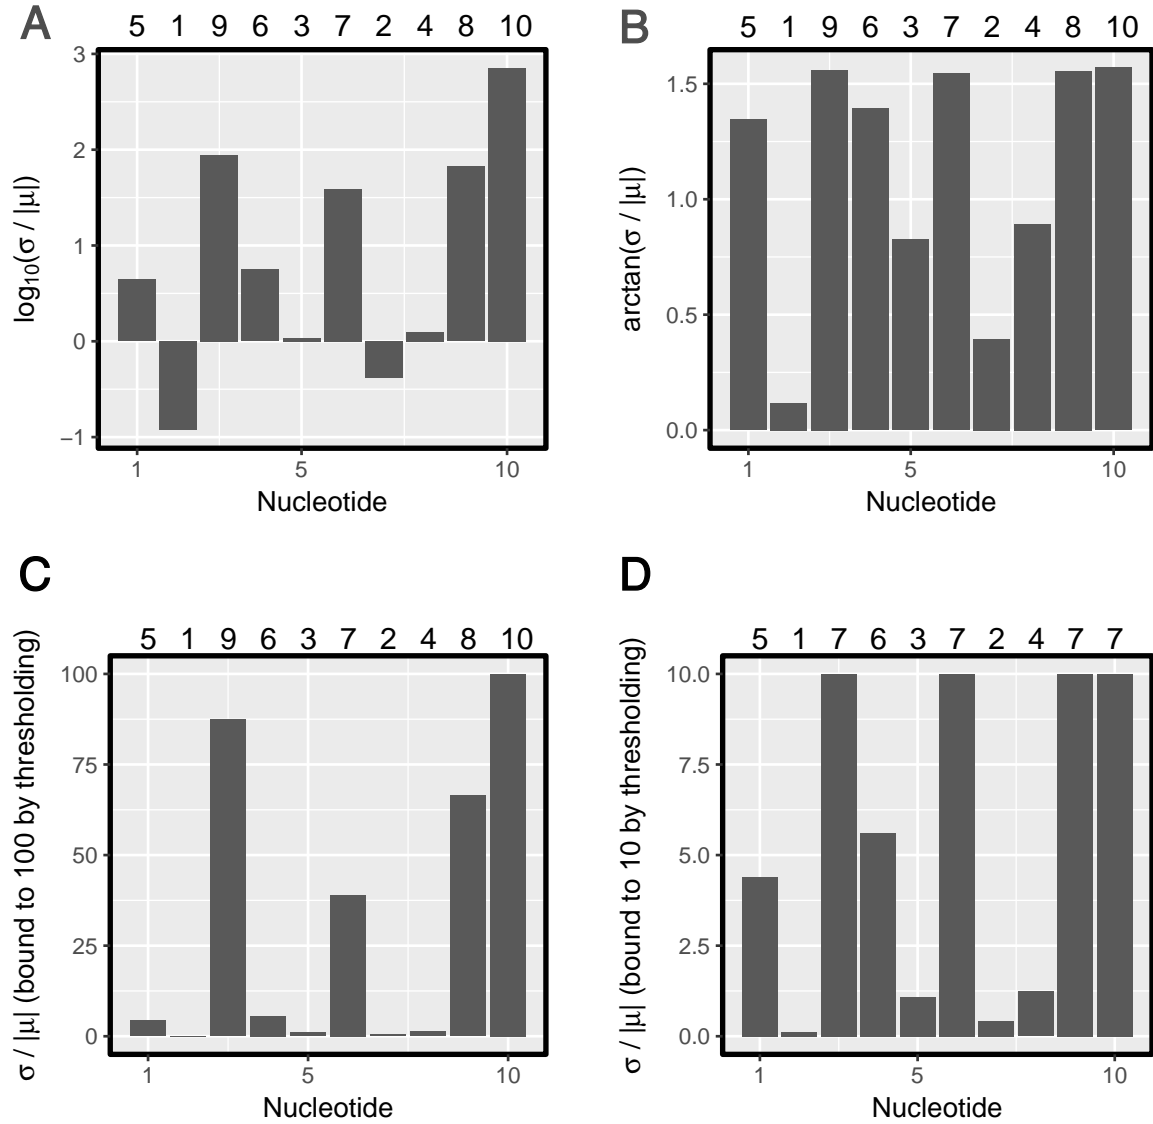 A
5 1 9 6 3 7 2 4 8 10
log10(σ / |μ|)
3
2
1
0
−1
1 5 10
Nucleotide
B
5 1 9 6 3 7 2 4 8 10
arctan(σ / |μ|)
1.5
1.0
0.5
0.0
1 5 10
Nucleotide
C
5 1 9 6 3 7 2 4 8 10
σ / |μ| (bound to 100 by thresholding)
100
75
50
25
0
1 5 10
Nucleotide
D
5 1 7 6 3 7 2 4 7 7
σ / |μ| (bound to 10 by thresholding)
10.0
7.5
5.0
2.5
0.0
1 5 10
Nucleotide